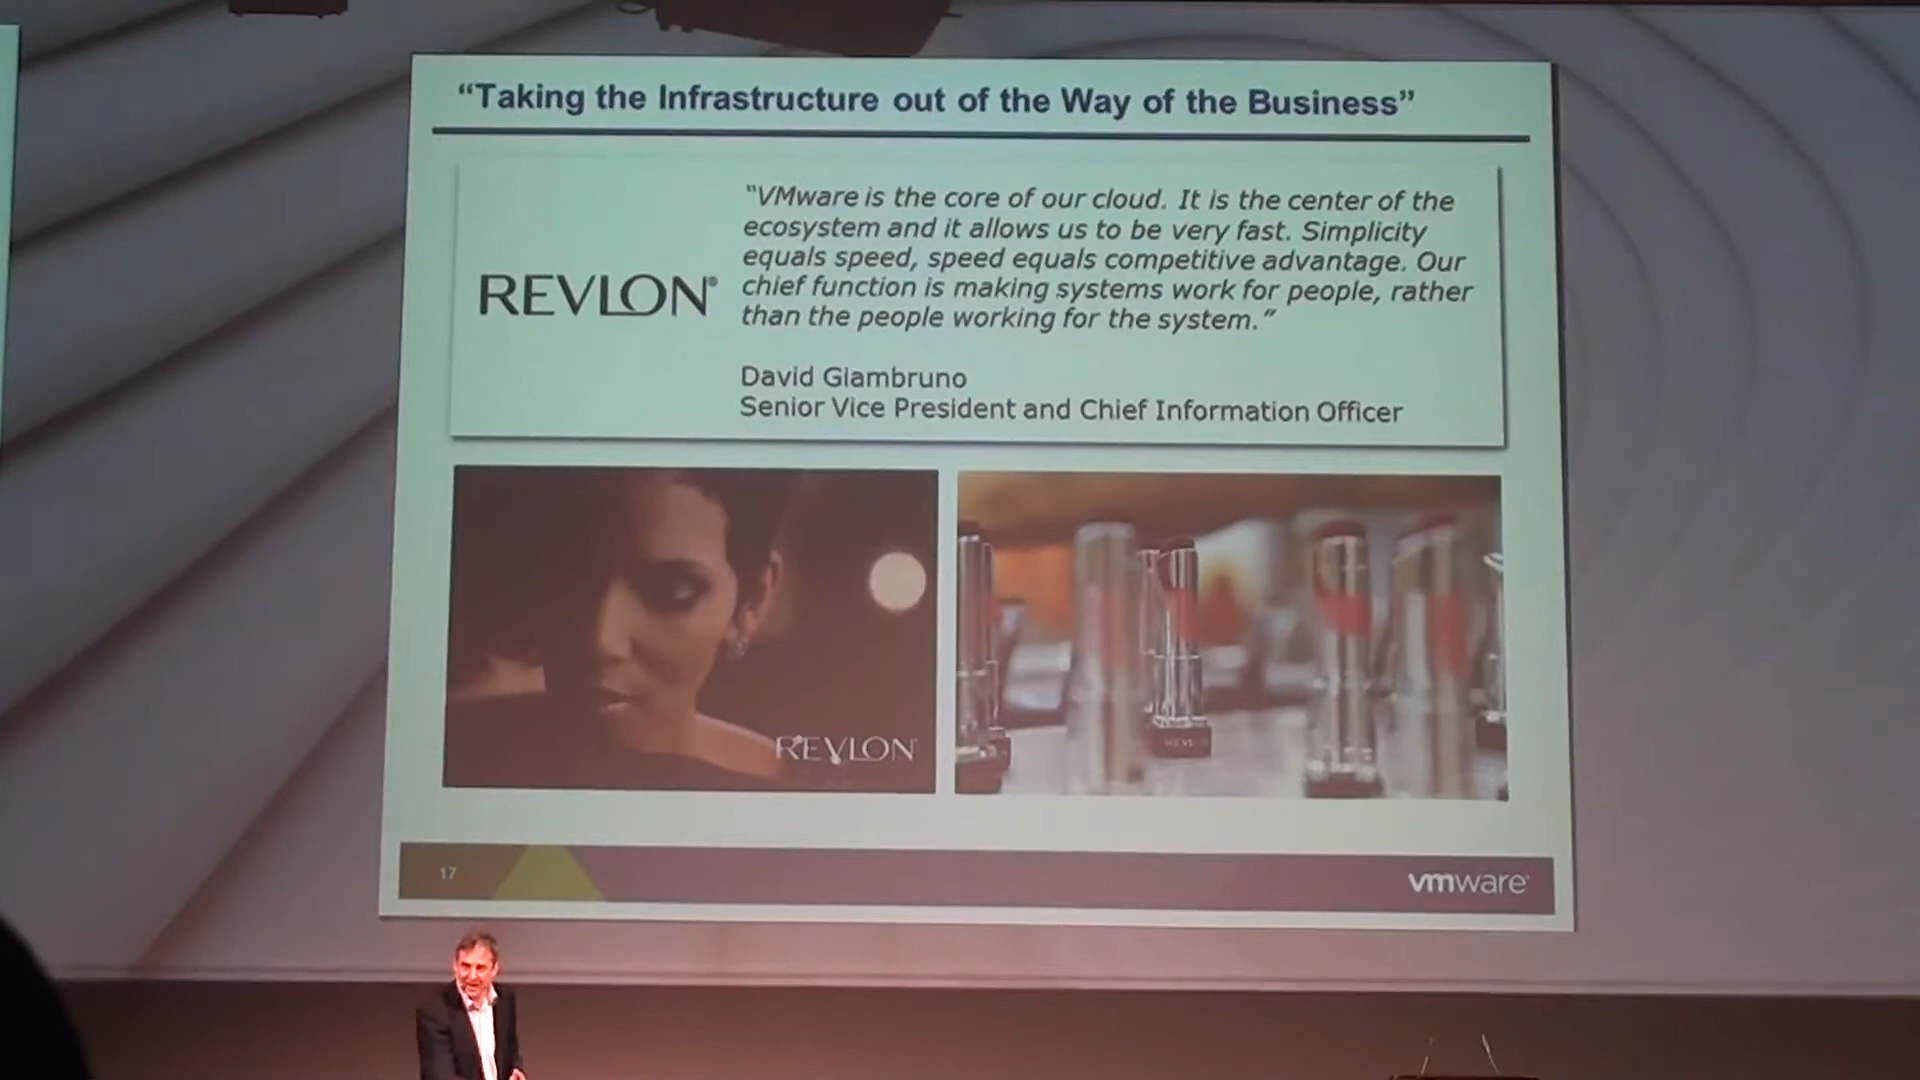 “Taking the Infrastructure out of the Way of the Business”
“VMware is the core of our cloud. It is the center of the
ecosystem and it allows us to be very fast. Simplicity
equals speed, speed equals competitive advantage. Our
chief function is making systems work for people, rather
than the people working for the system.”
REVLON®
David Giambruno
Senior Vice President and Chief Information Officer
REVLON
17
vmware